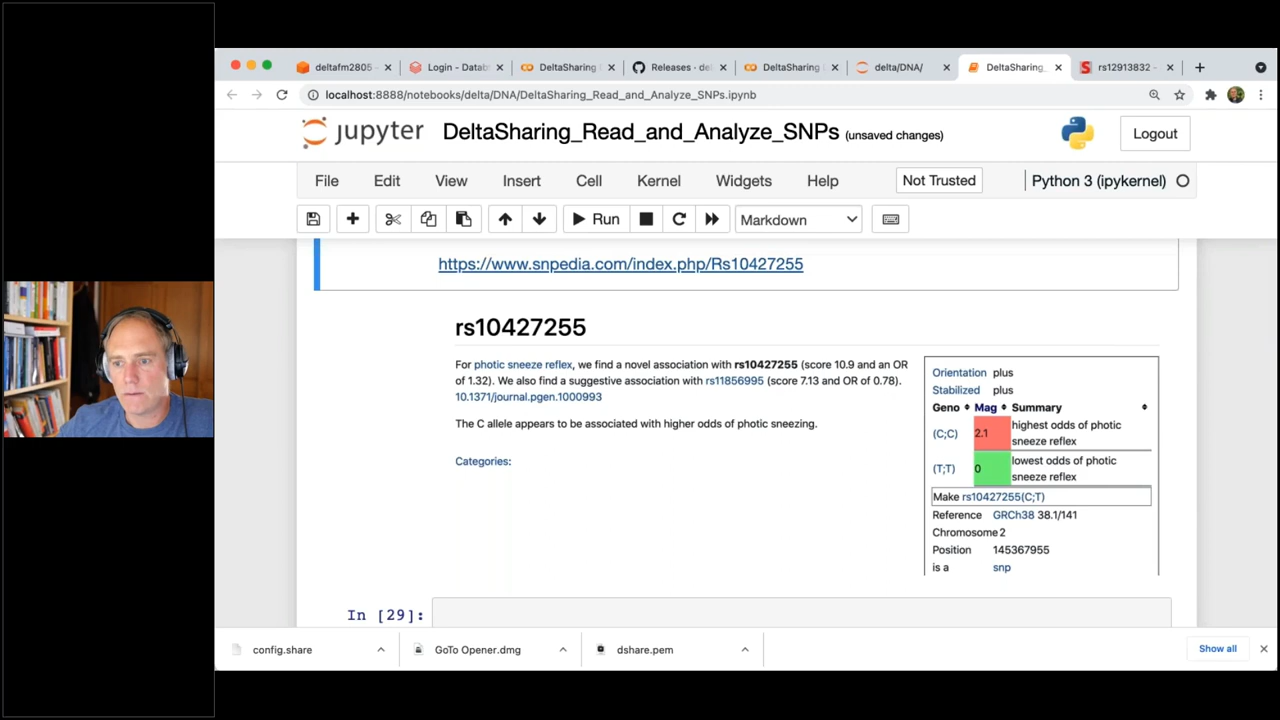 deltafm2805
Login - Datab
DeltaSharing
Releases · de
DeltaSharing
delta/DNA/
DeltaSharing_
rs12913832 -
localhost:8888/notebooks/delta/DNA/DeltaSharing_Read_and_Analyze_SNPs.ipynb
jupyter DeltaSharing_Read_and_Analyze_SNPs (unsaved changes)
Logout
File Edit View Insert Cell Kernel Widgets Help Not Trusted Python 3 (ipykernel)
Run Markdown
https://www.snpedia.com/index.php/Rs10427255
rs10427255
For photic sneeze reflex, we find a novel association with rs10427255 (score 10.9 and an OR
of 1.32). We also find a suggestive association with rs11856995 (score 7.13 and OR of 0.78).
10.1371/journal.pgen.1000993
The C allele appears to be associated with higher odds of photic sneezing.
Categories:
Orientation plus
Stabilized plus
Geno Mag Summary
(C;C) 2.1 highest odds of photic
sneeze reflex
(T;T) 0 lowest odds of photic
sneeze reflex
Make rs10427255(C;T)
Reference GRCh38 38.1/141
Chromosome 2
Position 145367955
is a snp
In [29]:
config.share
GoTo Opener.dmg
dshare.pem
Show all